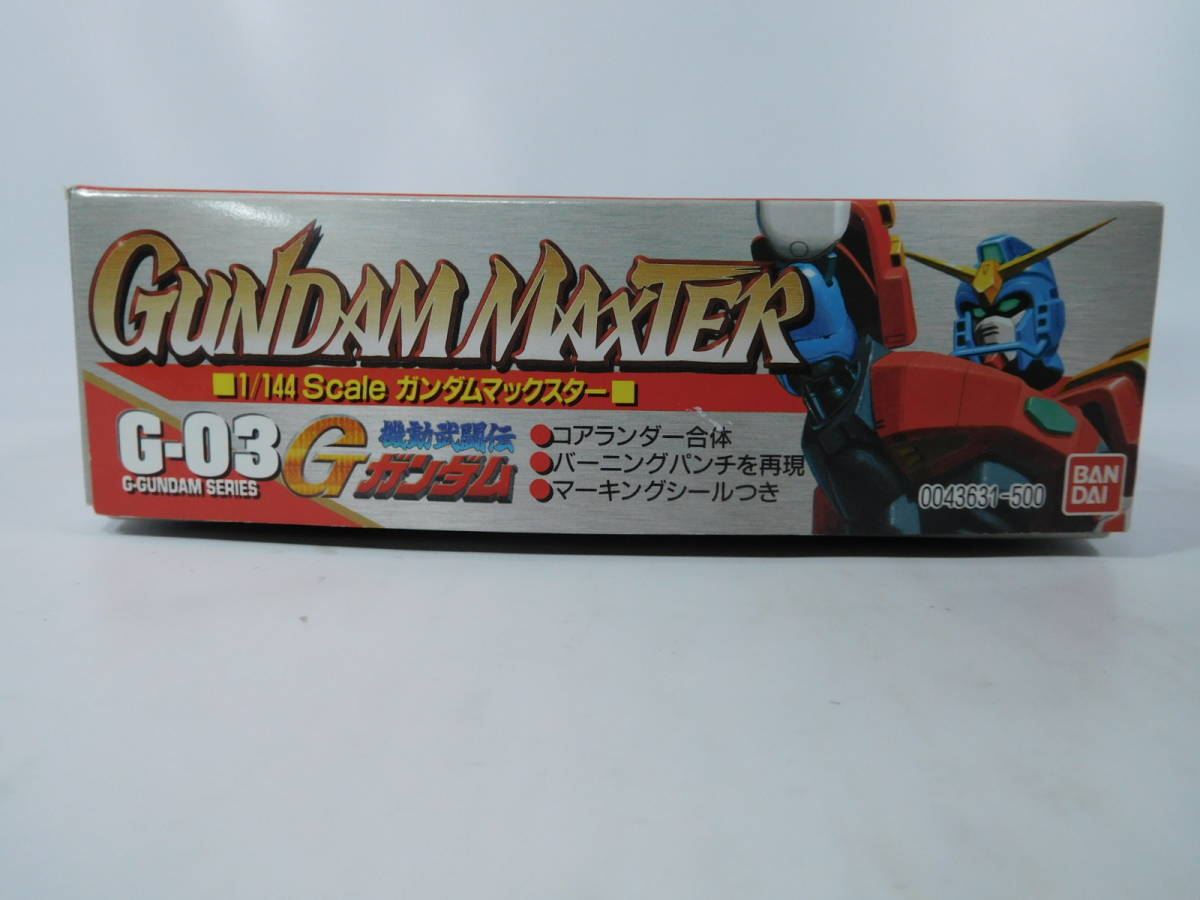 GUNDAM MAXTER
■1/144 Scale ガンダムマックスター■
G-03
G-GUNDAM SERIES
機動武闘伝
Gガンダム
●コアランダー合体
●バーニングパンチを再現
●マーキングシールつき
0043631-500
BAN
DAI